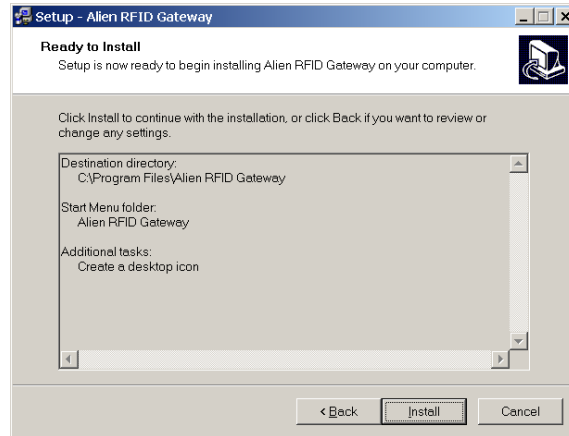 Setup - Alien RFID Gateway
Ready to Install
Setup is now ready to begin installing Alien RFID Gateway on your computer.
Click Install to continue with the installation, or click Back if you want to review or
change any settings.
Destination directory:
C:\Program Files\Alien RFID Gateway
Start Menu folder:
Alien RFID Gateway
Additional tasks:
Create a desktop icon
< Back
Install
Cancel